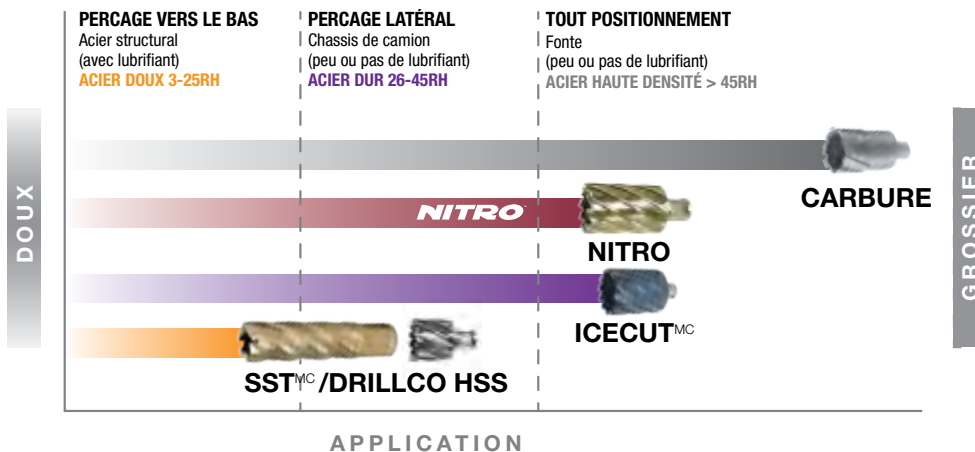 PERCAGE VERS LE BAS
Acier structural
(avec lubrifiant)
ACIER DOUX 3-25RH
PERCAGE LATÉRAL
Chassis de camion
(peu ou pas de lubrifiant)
ACIER DUR 26-45RH
TOUT POSITIONNEMENT
Fonte
(peu ou pas de lubrifiant)
ACIER HAUTE DENSITÉ > 45RH
DOUX
GROSSIER
CARBURE
NITRO
NITRO
ICECUTMC
SSTMC/DRILLCO HSS
APPLICATION